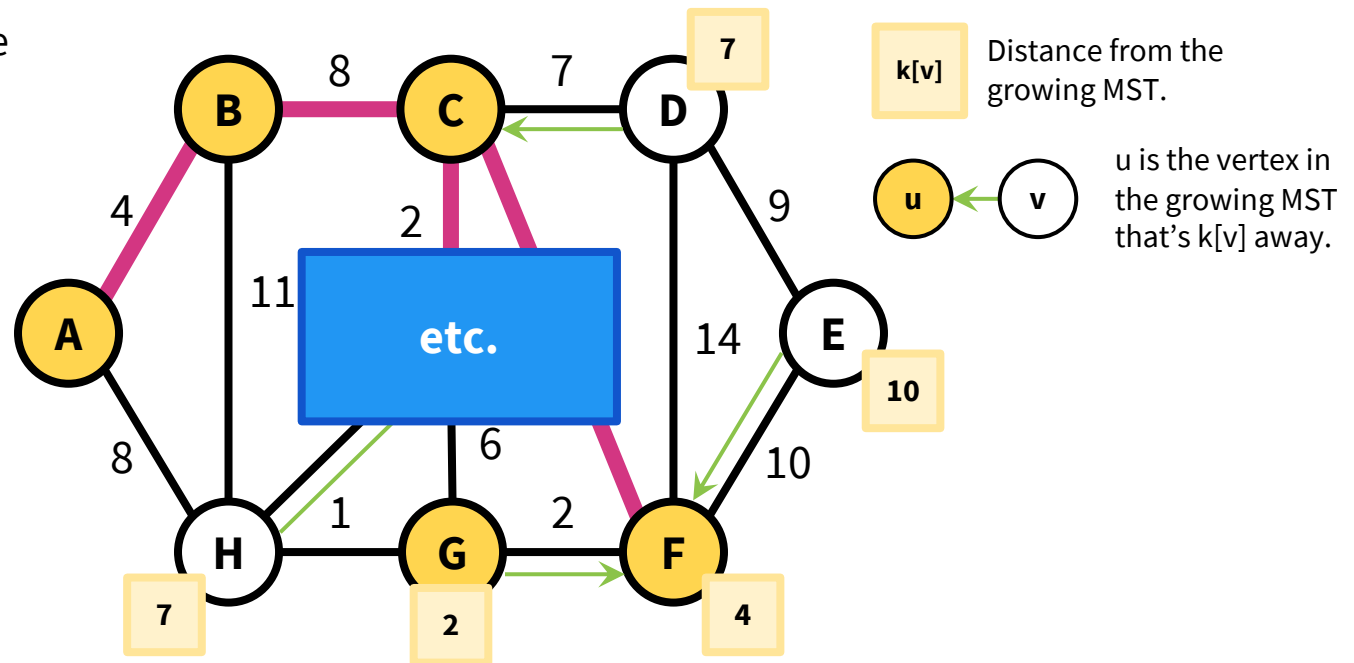 e
8
7
7
B
C
D
k[v]
Distance from the
growing MST.
4
2
9
u
v
u is the vertex in
the growing MST
that's k[v] away.
11
A
etc.
14
E
10
8
6
10
1
2
H
G
F
7
2
4